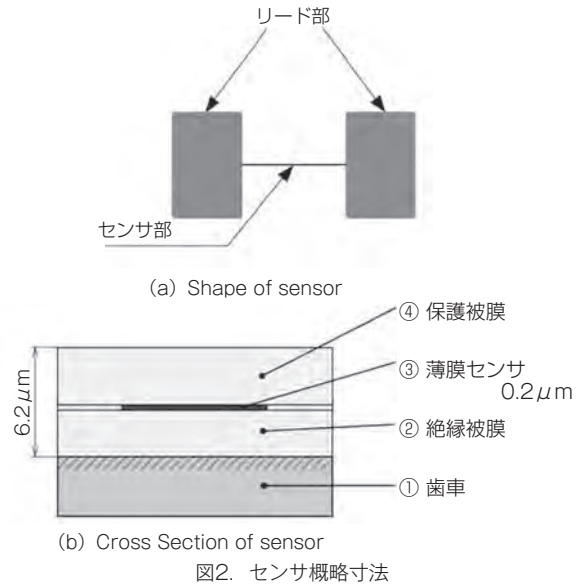 リード部
センサ部
(a) Shape of sensor
④ 保護被膜
③ 薄膜センサ
0.2μm
6.2μm
② 絶縁被膜
① 歯車
(b) Cross Section of sensor
図2. センサ概略寸法